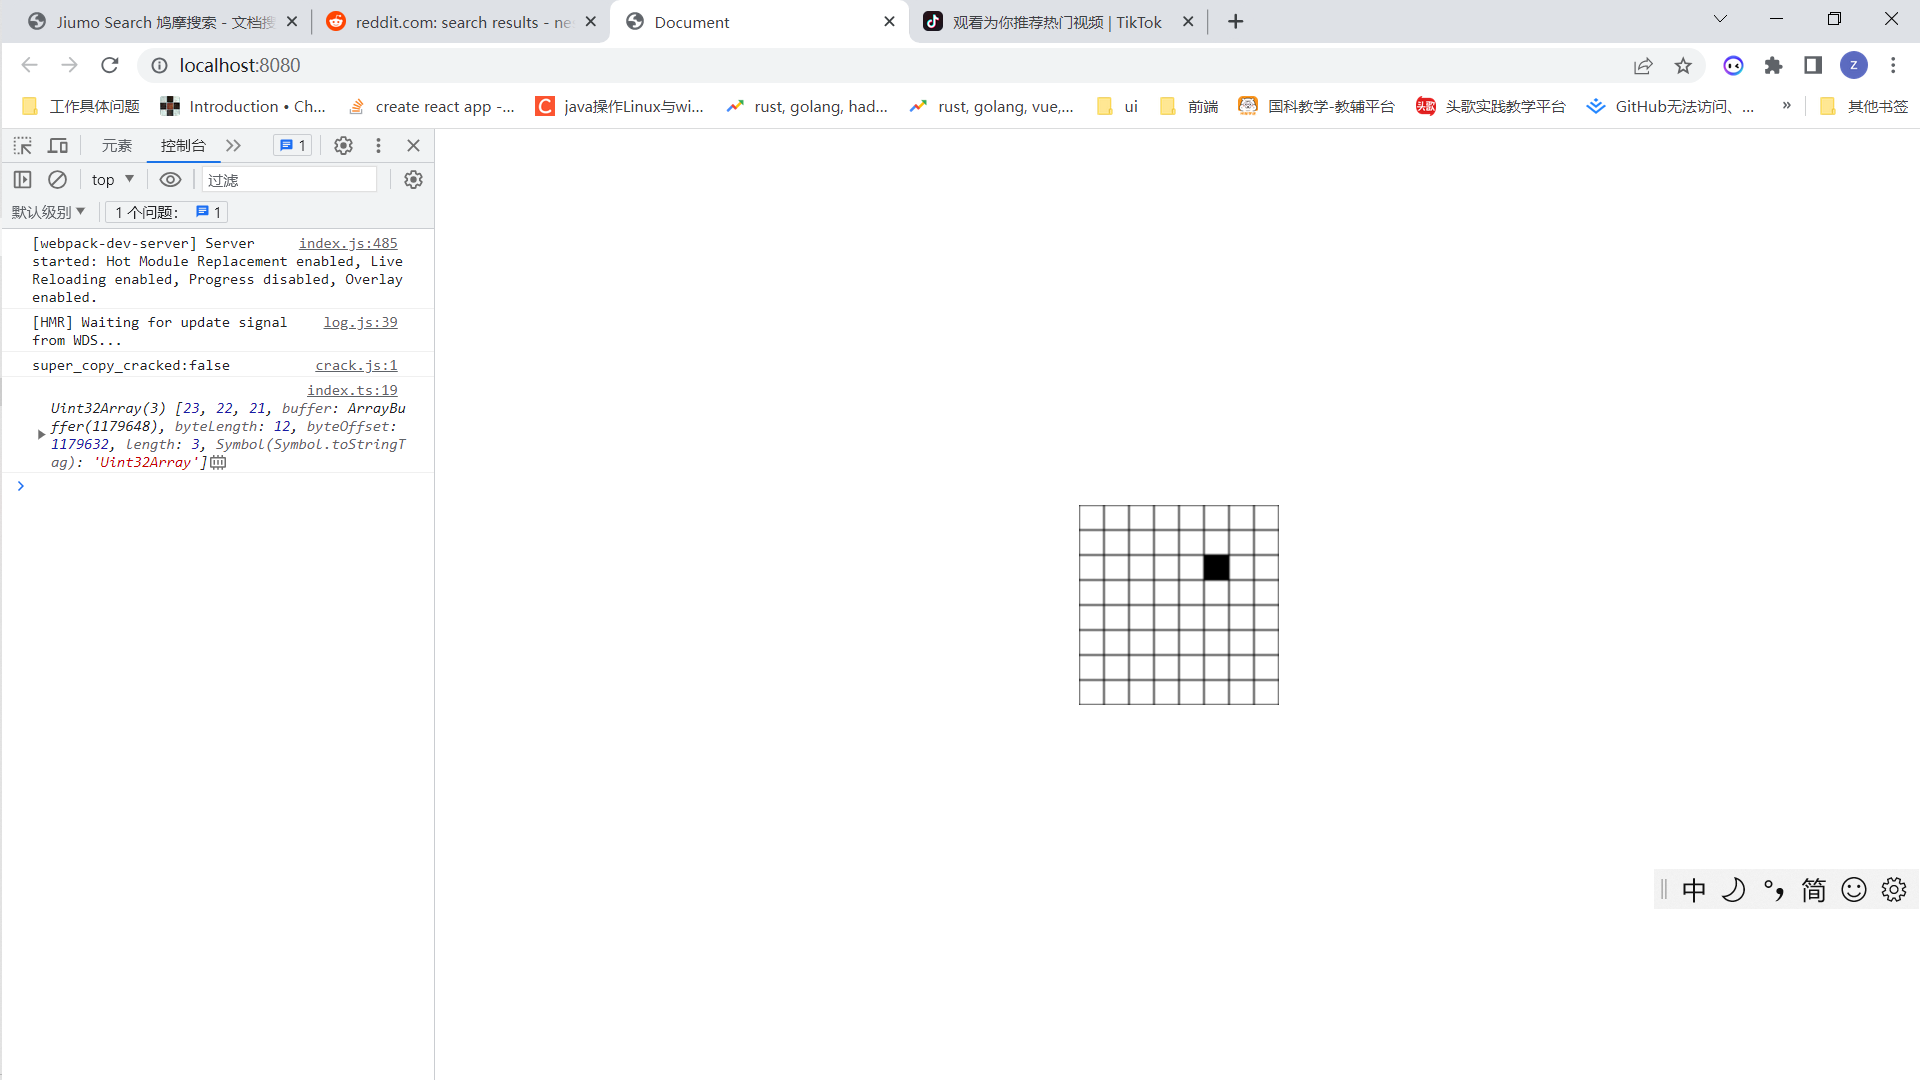 Jiumo Search 鸠摩搜索 - 文档搜
reddit.com: search results - ne
Document
观看为你推荐热门视频 | TikTok
localhost:8080
Z
工作具体问题
Introduction • Ch...
create react app -...
java操作Linux与wi...
rust, golang, had...
rust, golang, vue,...
ui
前端
国科教学-教辅平台
头歌实践教学平台
GitHub无法访问、...
»
其他书签
元素
控制台
1
top
过滤
默认级别
1 个问题:
1
[webpack-dev-server] Server index.js:485
started: Hot Module Replacement enabled, Live
Reloading enabled, Progress disabled, Overlay
enabled.
[HMR] Waiting for update signal log.js:39
from WDS...
super_copy_cracked:false crack.js:1
index.ts:19
Uint32Array(3) [23, 22, 21, buffer: ArrayBu
ffer(1179648), byteLength: 12, byteOffset:
1179632, length: 3, Symbol(Symbol.toStringT
ag): 'Uint32Array']
中
简